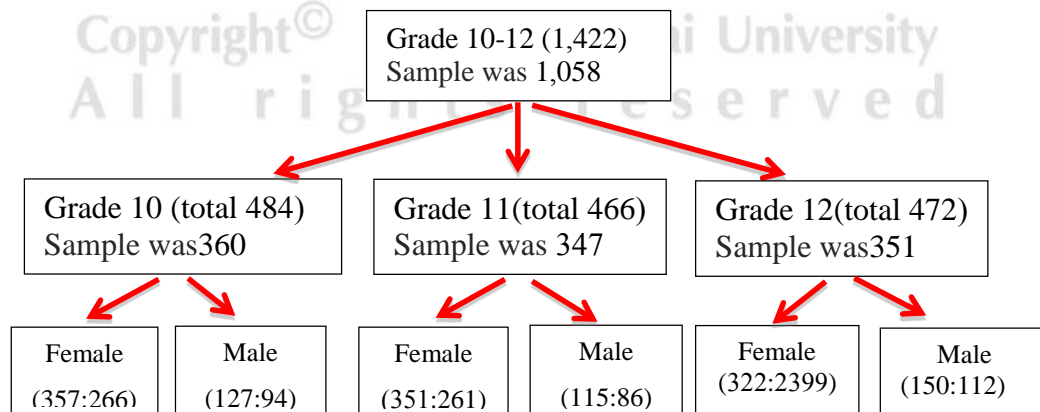 Copyright© ai University
All rights reserved
Grade 10-12 (1,422)
Sample was 1,058
Grade 10 (total 484)
Sample was360
Grade 11(total 466)
Sample was 347
Grade 12(total 472)
Sample was351
Female
(357:266)
Male
(127:94)
Female
(351:261)
Male
(115:86)
Female
(322:2399)
Male
(150:112)